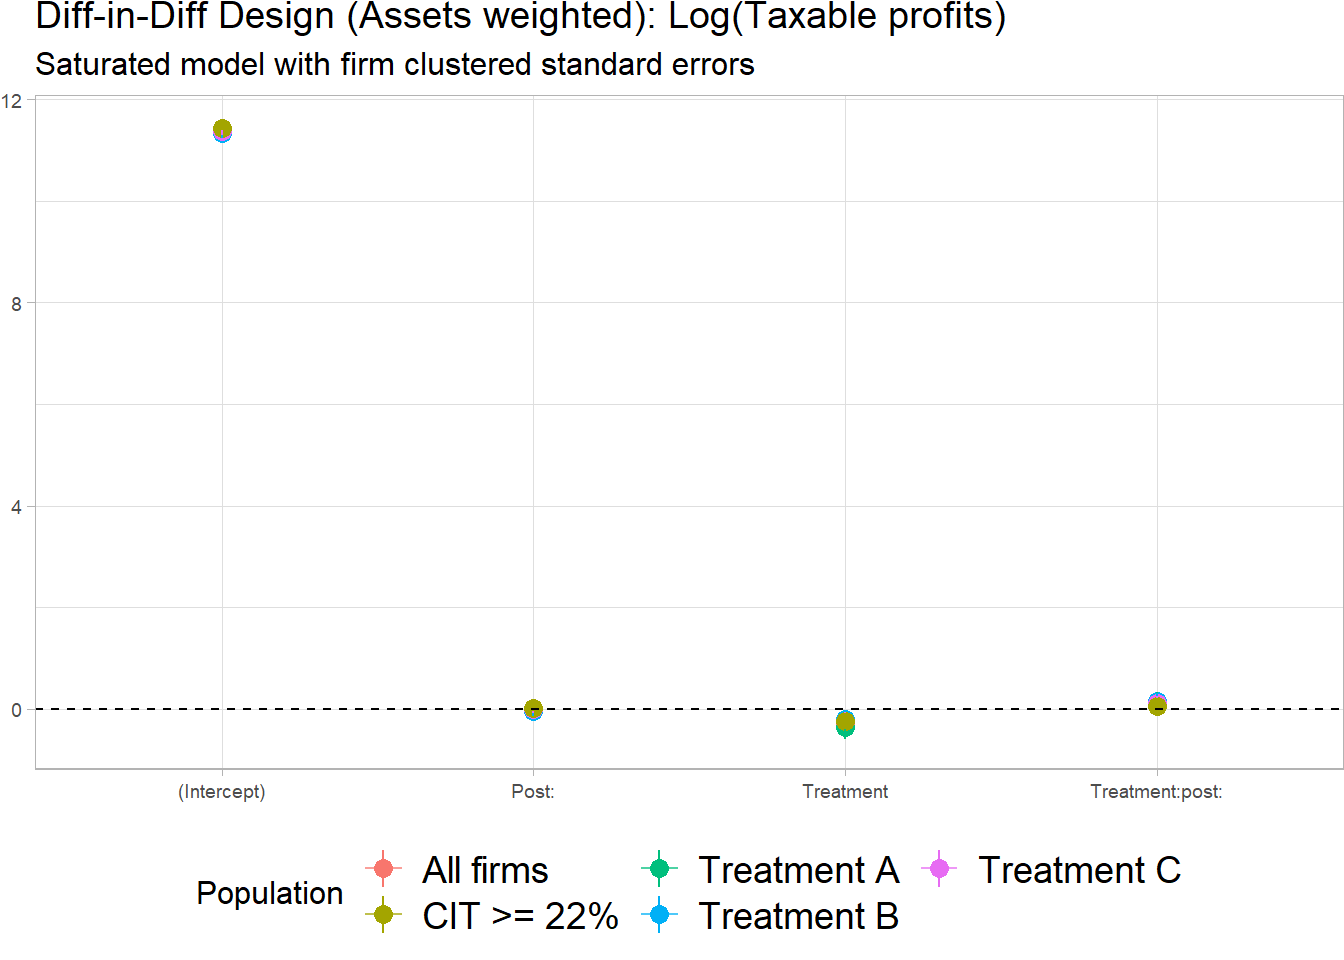 Diff-in-Diff Design (Assets weighted): Log(Taxable profits)
Saturated model with firm clustered standard errors
12
8
4
0
(Intercept) Post: Treatment Treatment:post:
Population
All firms Treatment A Treatment C
CIT >= 22% Treatment B